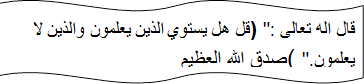 قال اله تعالى :" (قل هل يستوي الذين يعلمون والذين لا
يعلمون." )صدق الله العظيم